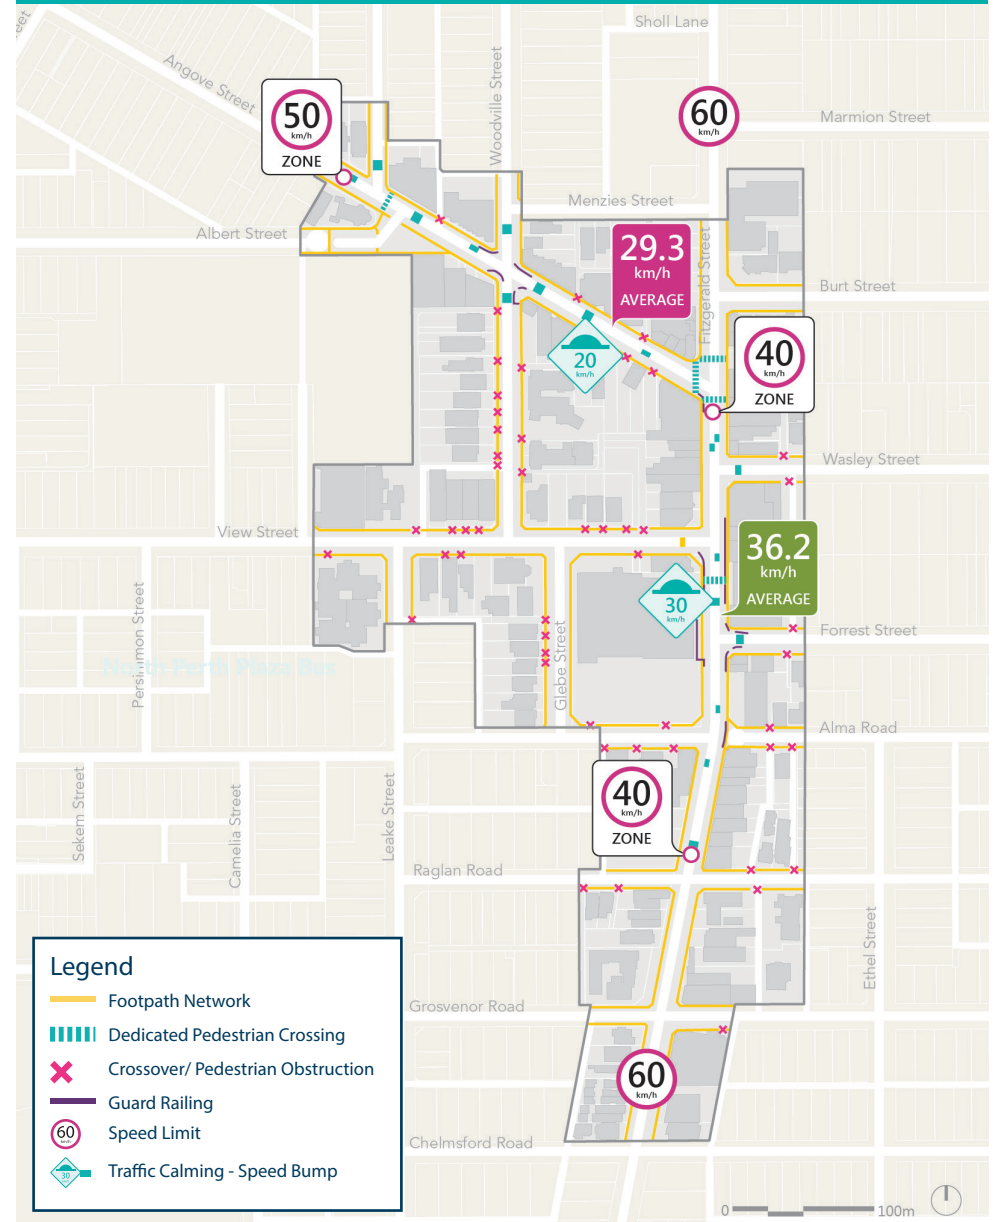 Sholl Lane
Angove Street
Woodville Street
50
km/h
ZONE
60
km/h
Marmion Street
Menzies Street
Albert Street
29.3
km/h
AVERAGE
Fitzgerald Street
Burt Street
20
km/h
40
km/h
ZONE
Wasley Street
View Street
36.2
km/h
AVERAGE
30
km/h
Persimmon Street
Glebe Street
Forrest Street
North Perth Plaza Bus
Alma Road
Sekem Street
Camelia Street
Leake Street
40
km/h
ZONE
Raglan Road
Ethel Street
Legend
Footpath Network
Dedicated Pedestrian Crossing
Crossover/ Pedestrian Obstruction
Guard Railing
60
km/h
Speed Limit
30
km/h
Traffic Calming - Speed Bump
Grosvenor Road
60
km/h
Chelmsford Road
0
100m